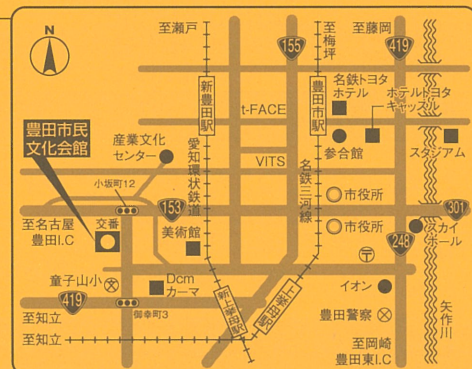 N
至瀬戸
155
至梅坪
419
至藤岡
新豊田駅
t-FACE
豊田市駅
名鉄トヨタ
ホテル
ホテルトヨタ
キャッスル
豊田市民
文化会館
産業文化
センター
愛知環状鉄道
VITS
名鉄三河線
参合館
スタジアム
小坂町12
153
市役所
301
至名古屋
豊田I.C
交番
美術館
市役所
248
スカイ
ホール
〒
童子山小
文
Dcm
カーマ
イオン
矢作川
419
御幸町3
新上挙母駅
上挙母駅
豊田警察
至知立
至知立
至岡崎
豊田東I.C